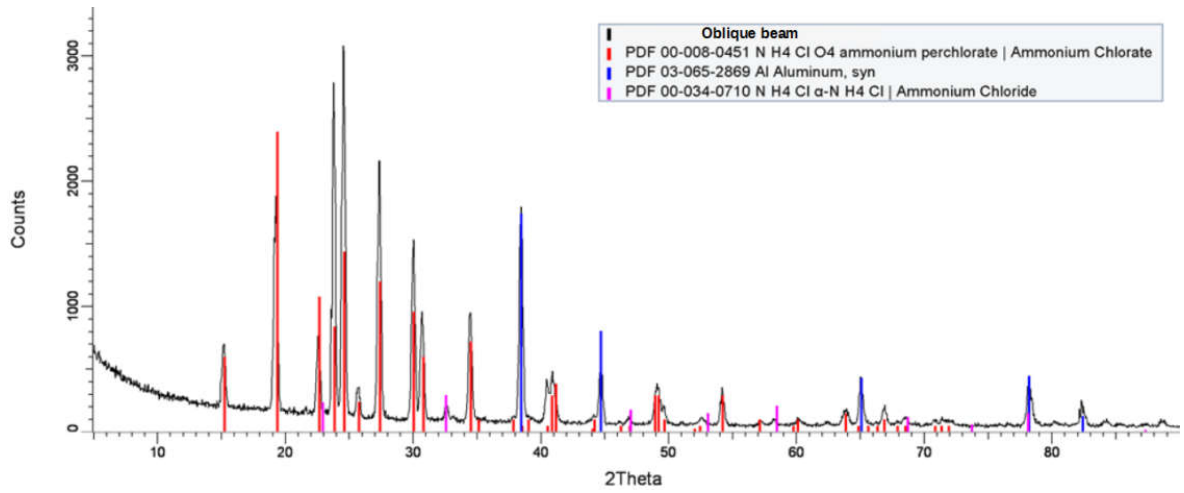 Oblique beam
PDF 00-008-0451 N H4 Cl O4 ammonium perchlorate | Ammonium Chlorate
PDF 03-065-2869 Al Aluminum, syn
PDF 00-034-0710 N H4 Cl α-N H4 Cl | Ammonium Chloride
3000
2000
1000
0
Counts
10 20 30 40 50 60 70 80
2Theta